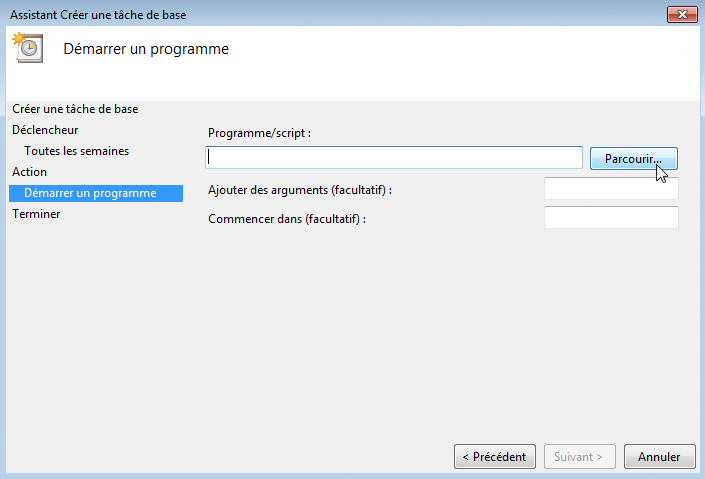 Assistant Créer une tâche de base
Démarrer un programme
Créer une tâche de base
Déclencheur
Toutes les semaines
Action
Démarrer un programme
Terminer
Programme/script :
Parcourir...
Ajouter des arguments (facultatif) :
Commencer dans (facultatif) :
< Précédent
Suivant >
Annuler